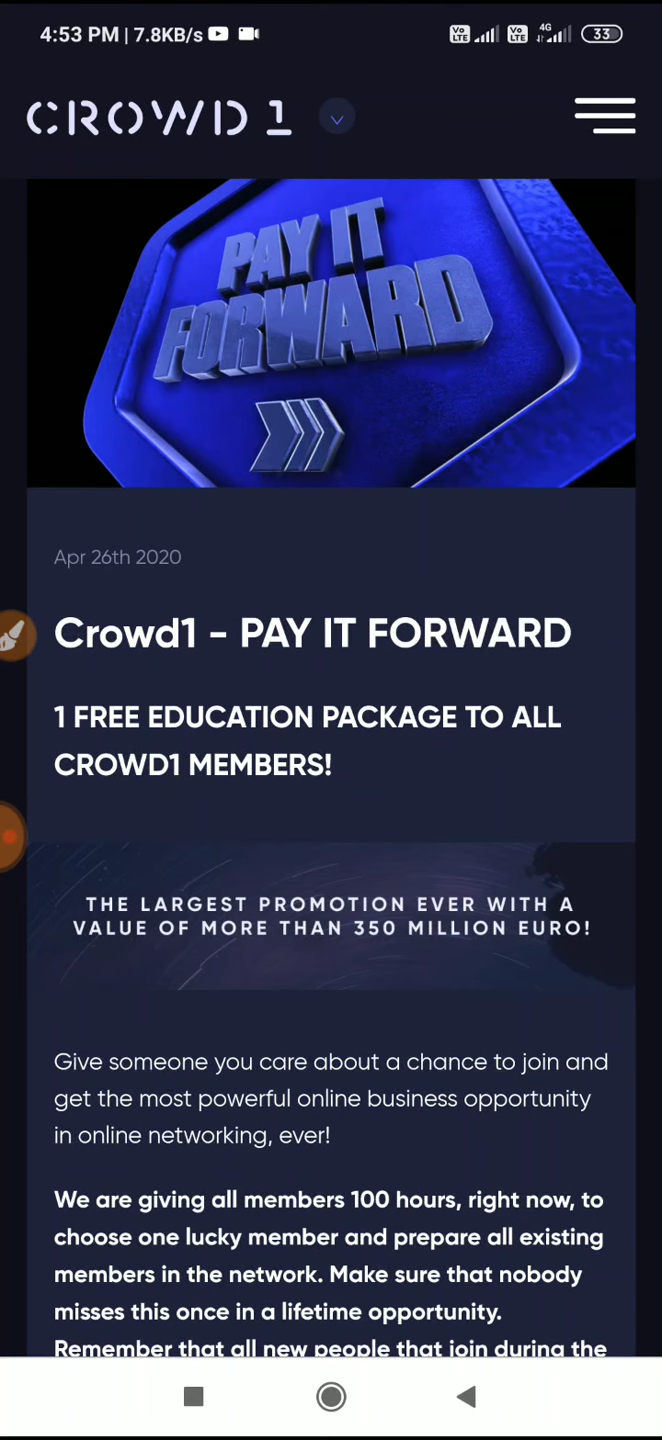 4:53 PM | 7.8KB/s
Vo LTE Vo LTE 4G 33
CROWD 1
PAY IT
FORWARD
Apr 26th 2020
Crowd1 - PAY IT FORWARD
1 FREE EDUCATION PACKAGE TO ALL
CROWD1 MEMBERS!
THE LARGEST PROMOTION EVER WITH A
VALUE OF MORE THAN 350 MILLION EURO!
Give someone you care about a chance to join and
get the most powerful online business opportunity
in online networking, ever!
We are giving all members 100 hours, right now, to
choose one lucky member and prepare all existing
members in the network. Make sure that nobody
misses this once in a lifetime opportunity.
Remember that all new people that join during the